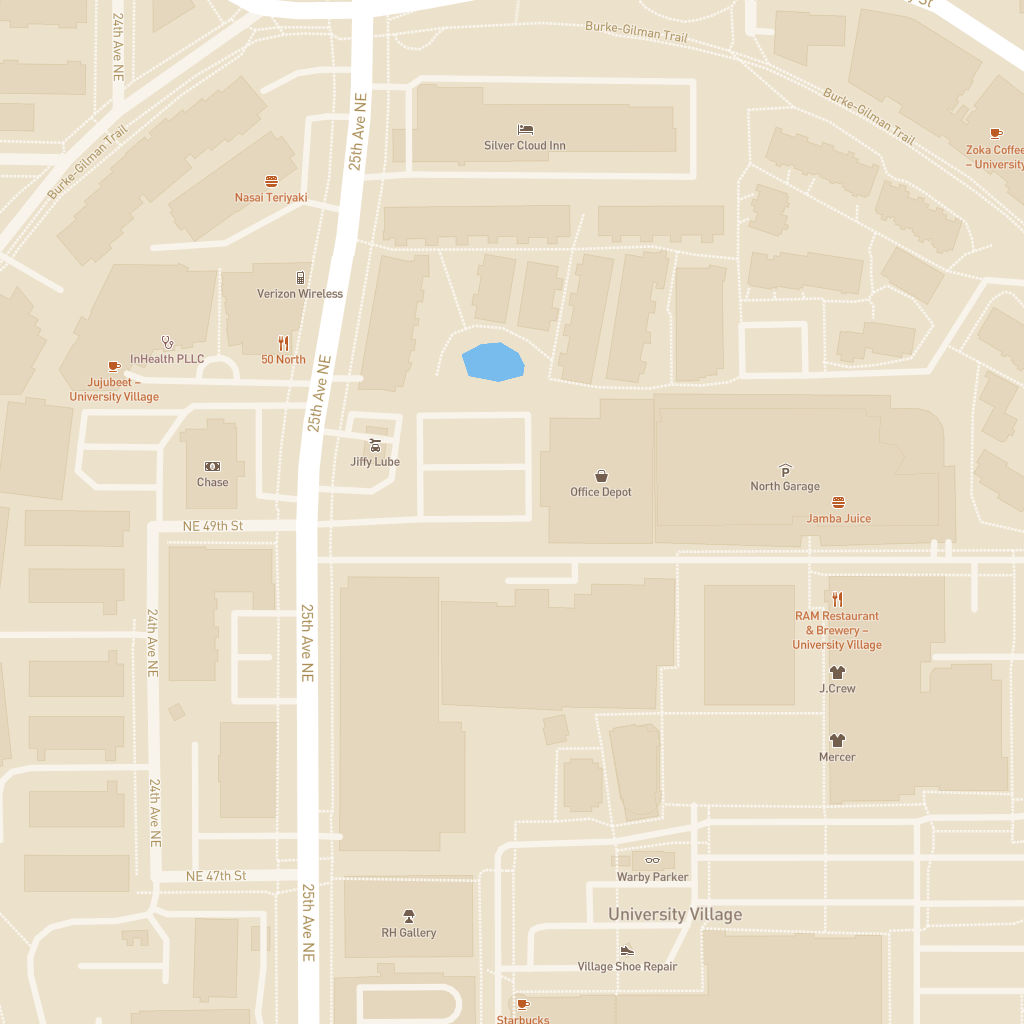 24th Ave NE
Burke-Gilman Trail
y St
Burke-Gilman Trail
25th Ave NE
Burke-Gilman Trail
Silver Cloud Inn
Zoka Coffee
– University
Nasai Teriyaki
Verizon Wireless
InHealth PLLC
50 North
Jujubeet –
University Village
25th Ave NE
Jiffy Lube
Chase
P
North Garage
Office Depot
Jamba Juice
NE 49th St
24th Ave NE
25th Ave NE
RAM Restaurant
& Brewery –
University Village
J.Crew
Mercer
24th Ave NE
NE 47th St
Warby Parker
25th Ave NE
University Village
RH Gallery
Village Shoe Repair
Starbucks